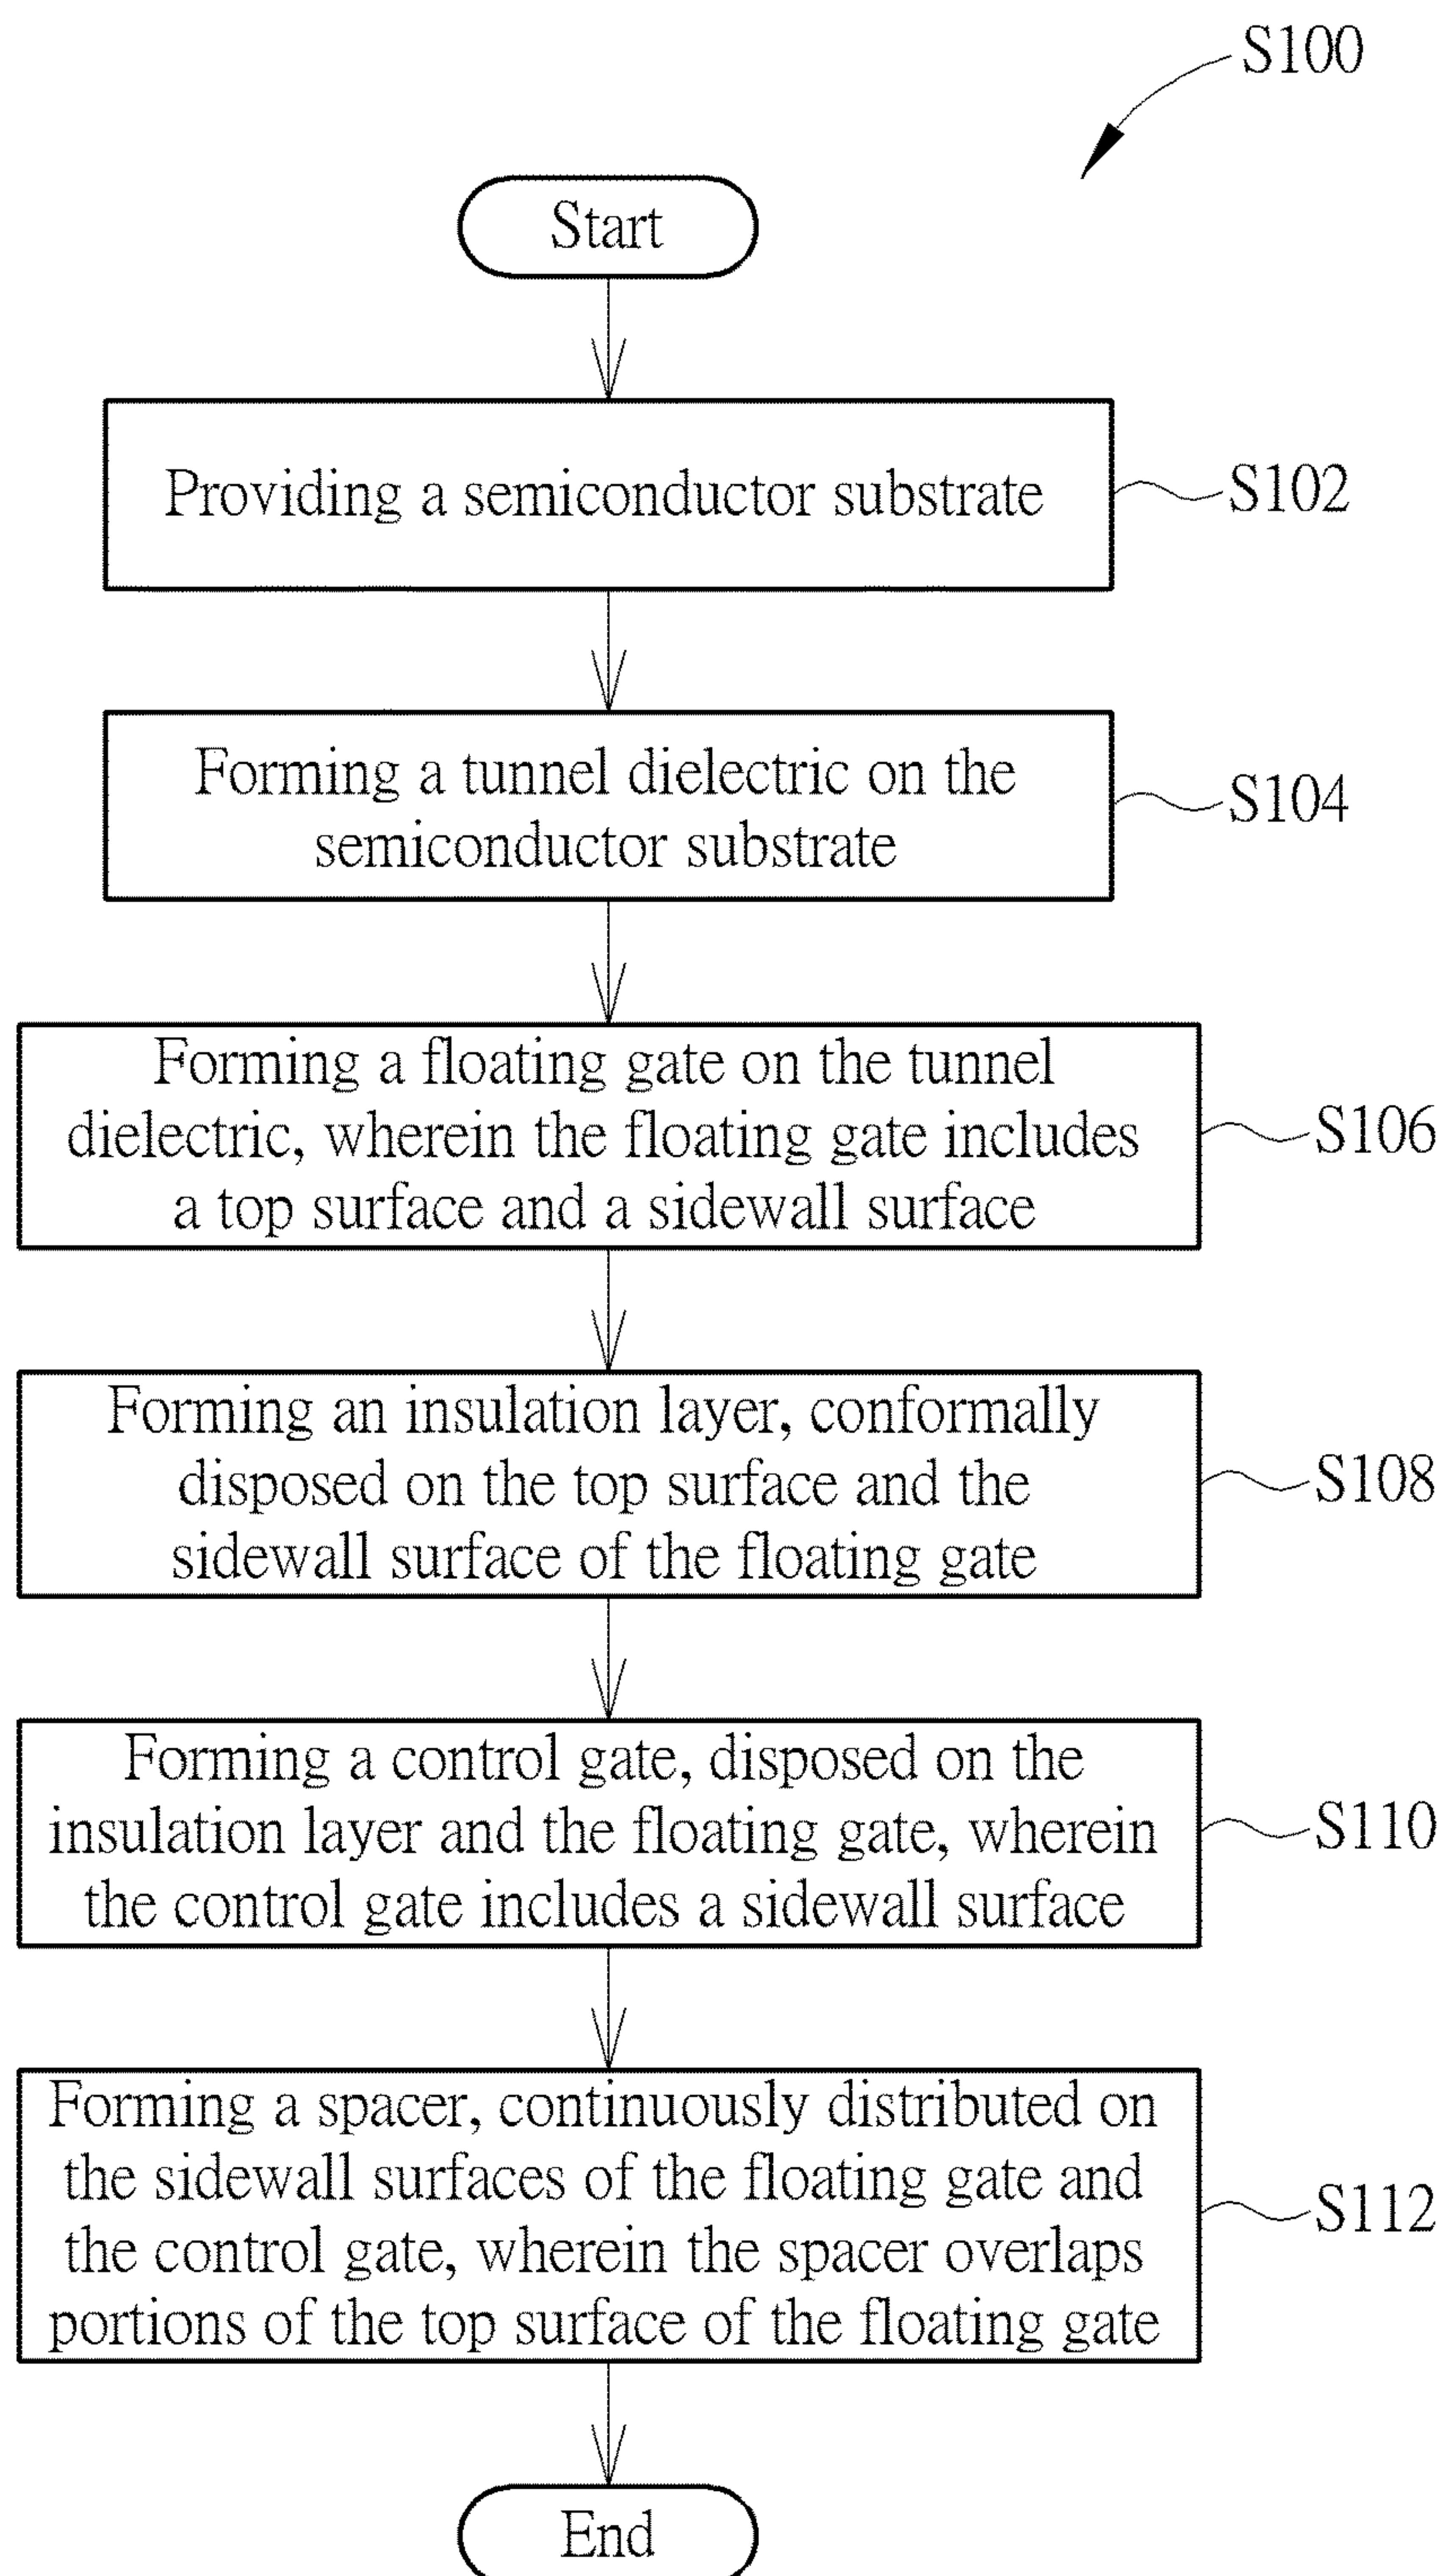 S100
Start
Providing a semiconductor substrate
S102
Forming a tunnel dielectric on the
semiconductor substrate
S104
Forming a floating gate on the tunnel
dielectric, wherein the floating gate includes
a top surface and a sidewall surface
S106
Forming an insulation layer, conformally
disposed on the top surface and the
sidewall surface of the floating gate
S108
Forming a control gate, disposed on the
insulation layer and the floating gate, wherein
the control gate includes a sidewall surface
S110
Forming a spacer, continuously distributed on
the sidewall surfaces of the floating gate and
the control gate, wherein the spacer overlaps
portions of the top surface of the floating gate
S112
End